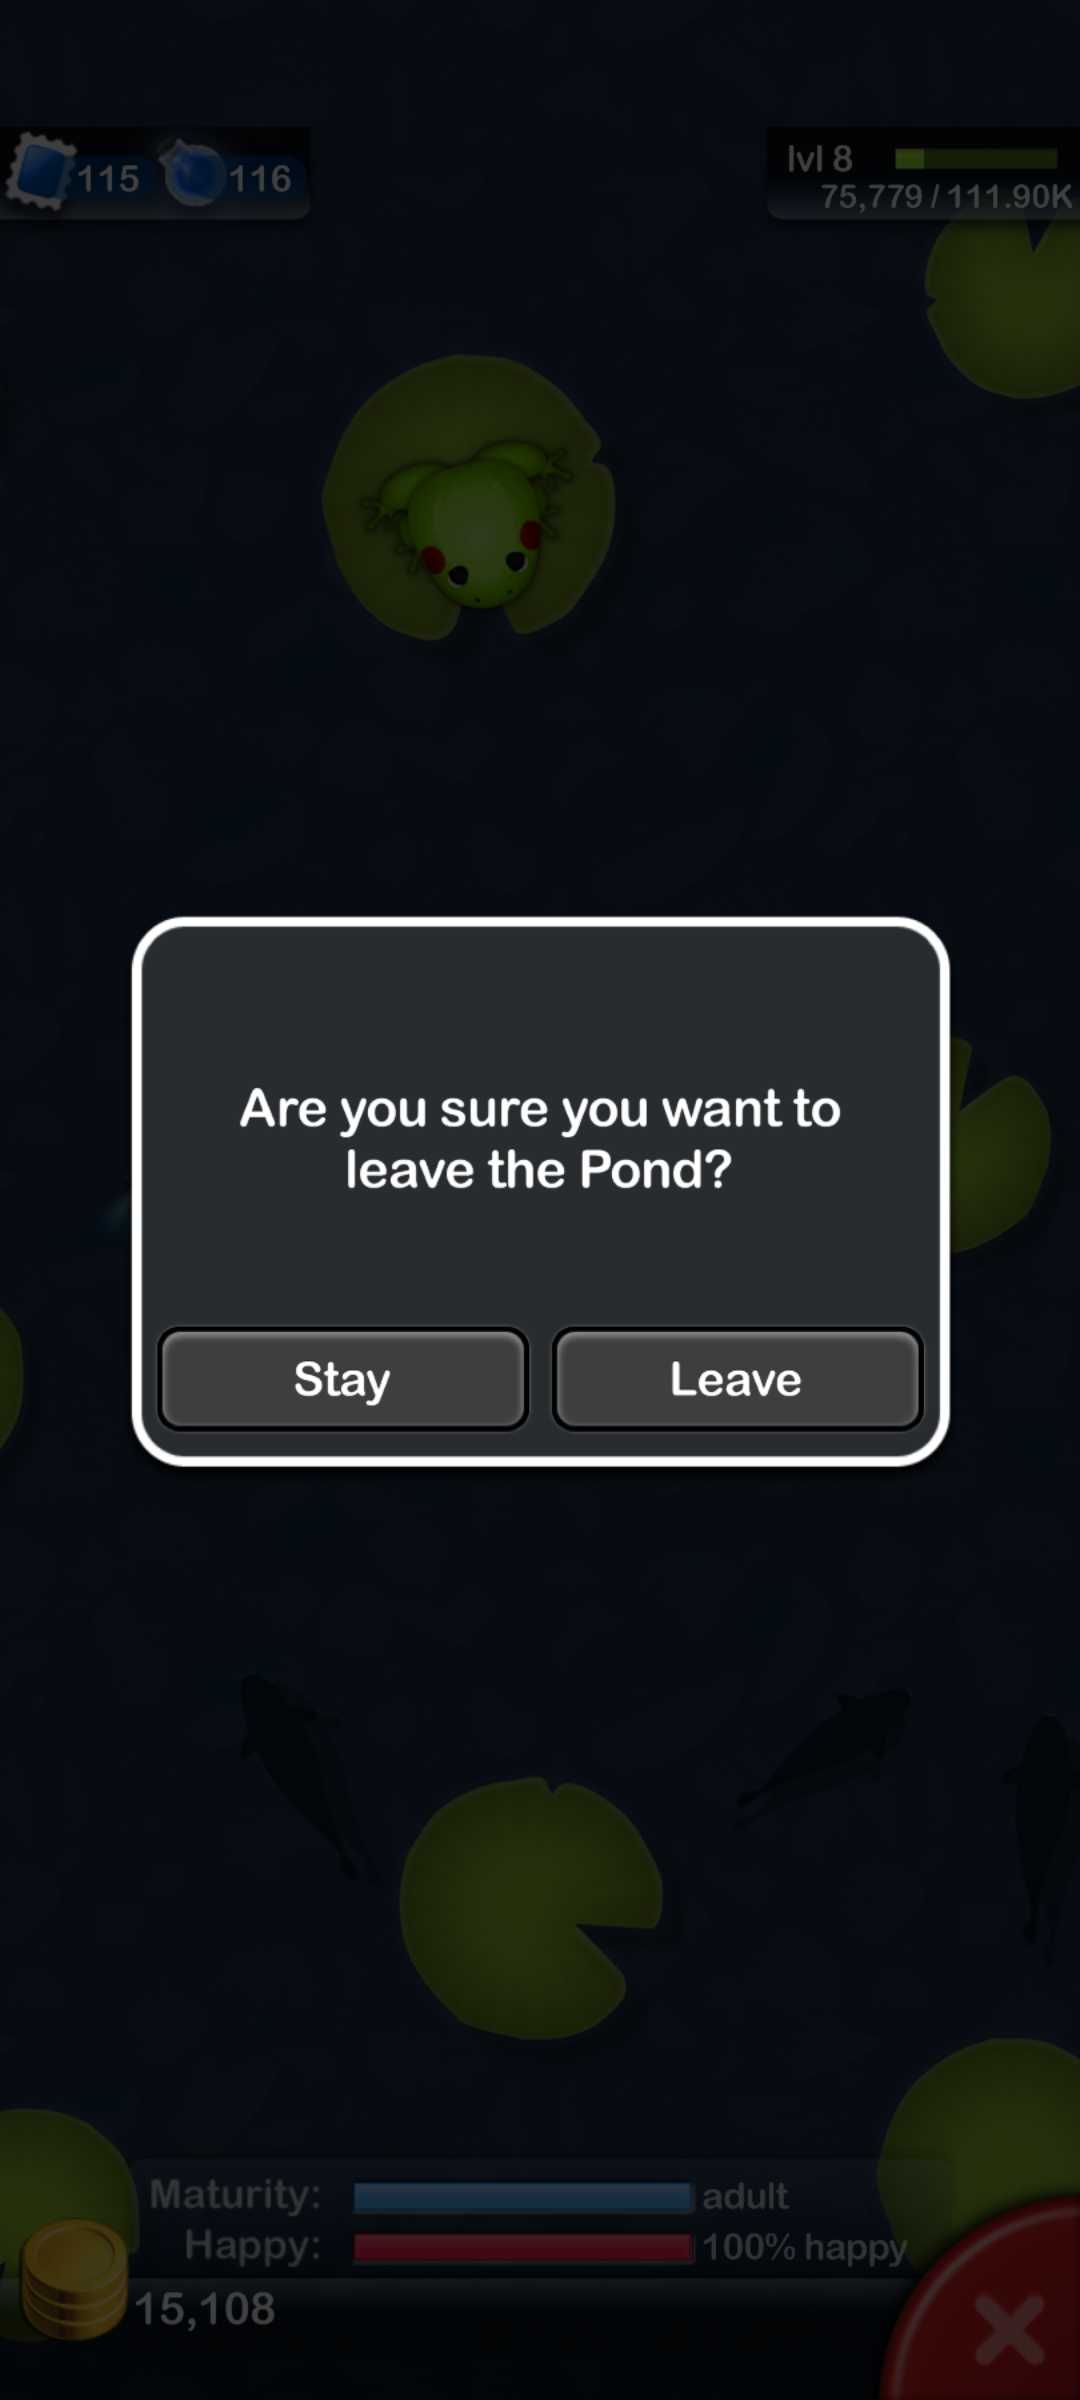 115 116
lvl 8
75,779 / 111.90K
Are you sure you want to
leave the Pond?
Stay Leave
Maturity: adult
Happy: 100% happy
15,108